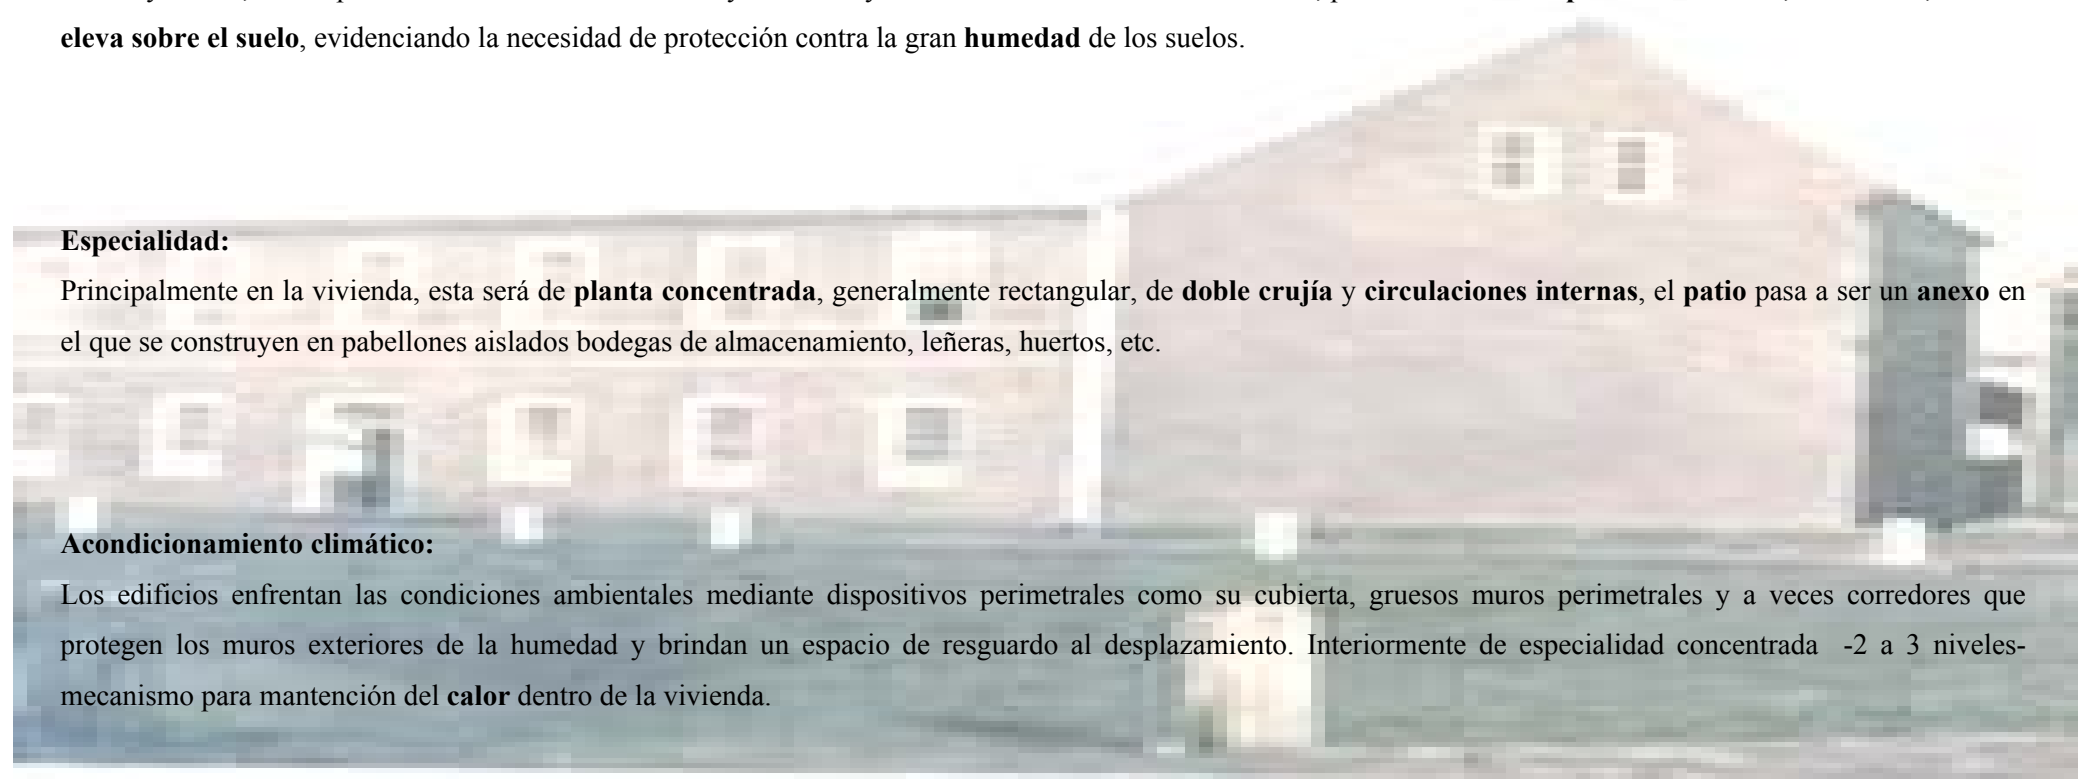 eleva sobre el suelo, evidenciando la necesidad de protección contra la gran humedad de los suelos.
Especialidad:
Principalmente en la vivienda, esta será de planta concentrada, generalmente rectangular, de doble crujía y circulaciones internas, el patio pasa a ser un anexo en
el que se construyen en pabellones aislados bodegas de almacenamiento, leñeras, huertos, etc.
Acondicionamiento climático:
Los edificios enfrentan las condiciones ambientales mediante dispositivos perimetrales como su cubierta, gruesos muros perimetrales y a veces corredores que
protegen los muros exteriores de la humedad y brindan un espacio de resguardo al desplazamiento. Interiormente de especialidad concentrada -2 a 3 niveles-
mecanismo para mantención del calor dentro de la vivienda.